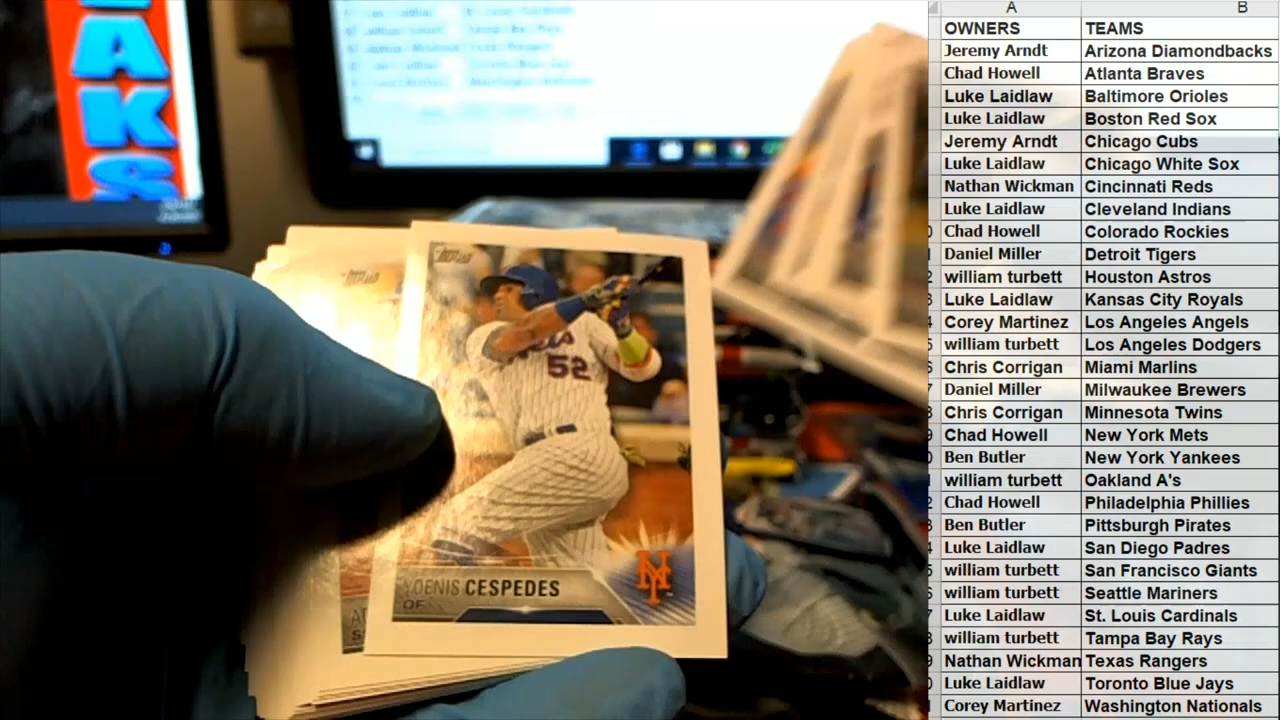 AKS
topps
topps
Mets
52
YOENIS CESPEDES
OF
NY
A B
OWNERS TEAMS
Jeremy Arndt Arizona Diamondbacks
Chad Howell Atlanta Braves
Luke Laidlaw Baltimore Orioles
Luke Laidlaw Boston Red Sox
Jeremy Arndt Chicago Cubs
Luke Laidlaw Chicago White Sox
Nathan Wickman Cincinnati Reds
Luke Laidlaw Cleveland Indians
Chad Howell Colorado Rockies
Daniel Miller Detroit Tigers
william turbett Houston Astros
Luke Laidlaw Kansas City Royals
Corey Martinez Los Angeles Angels
william turbett Los Angeles Dodgers
Chris Corrigan Miami Marlins
Daniel Miller Milwaukee Brewers
Chris Corrigan Minnesota Twins
Chad Howell New York Mets
Ben Butler New York Yankees
william turbett Oakland A's
Chad Howell Philadelphia Phillies
Ben Butler Pittsburgh Pirates
Luke Laidlaw San Diego Padres
william turbett San Francisco Giants
william turbett Seattle Mariners
Luke Laidlaw St. Louis Cardinals
william turbett Tampa Bay Rays
Nathan Wickman Texas Rangers
Luke Laidlaw Toronto Blue Jays
Corey Martinez Washington Nationals